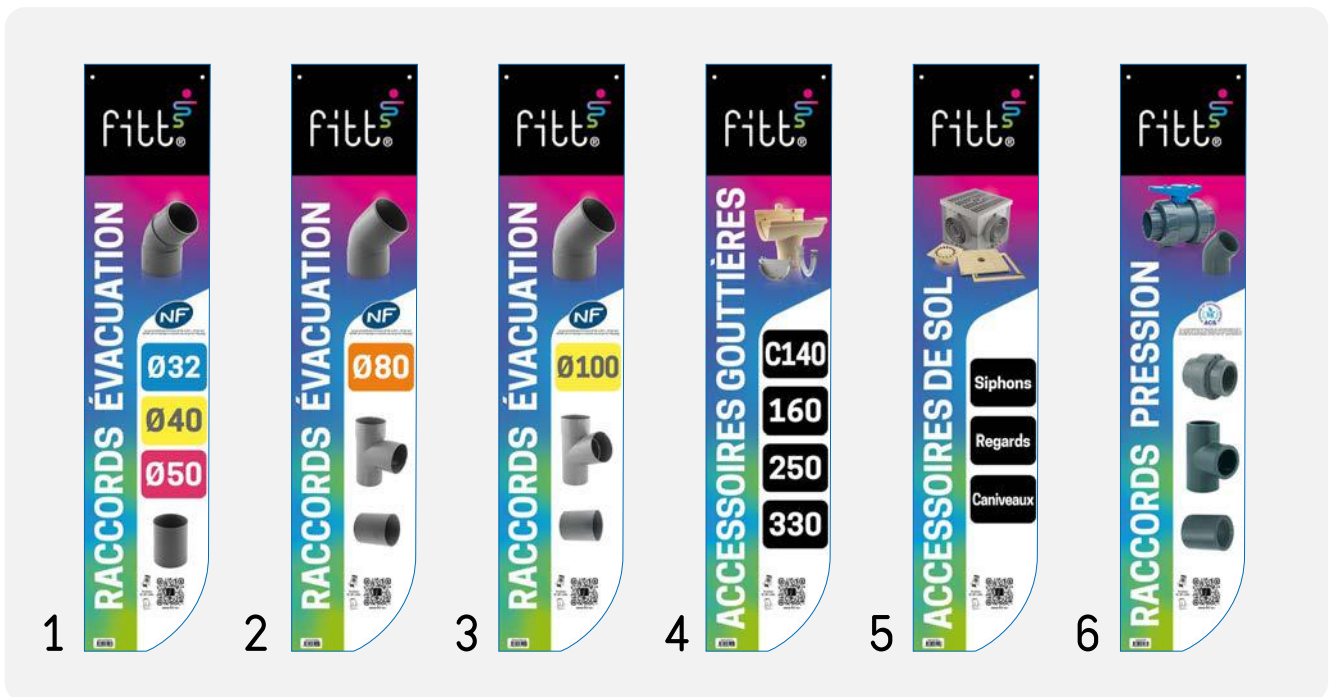 fitt®
RACCORDS ÉVACUATION
NF
Ø32
Ø40
Ø50
1
fitt®
RACCORDS ÉVACUATION
NF
Ø80
2
fitt®
RACCORDS ÉVACUATION
NF
Ø100
3
fitt®
ACCESSOIRES GOUTTIÈRES
C140
160
250
330
4
fitt®
ACCESSOIRES DE SOL
Siphons
Regards
Caniveaux
5
fitt®
RACCORDS PRESSION
ACS
6